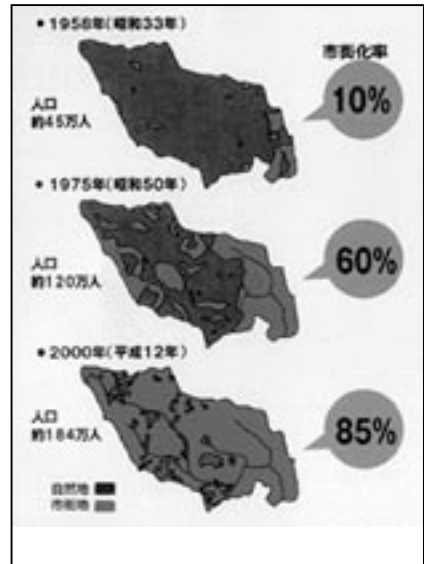 • 1958年(昭和33年)
市街化率
人口
約45万人
10%
• 1975年(昭和50年)
人口
約120万人
60%
• 2000年(平成12年)
人口
約184万人
85%
自然地
市街地